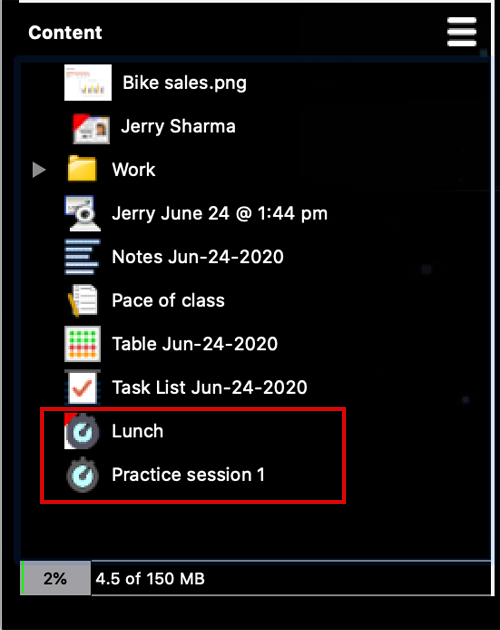 Content
Bike sales.png
Jerry Sharma
Work
Jerry June 24 @ 1:44 pm
Notes Jun-24-2020
Pace of class
Table Jun-24-2020
Task List Jun-24-2020
Lunch
Practice session 1
2% 4.5 of 150 MB